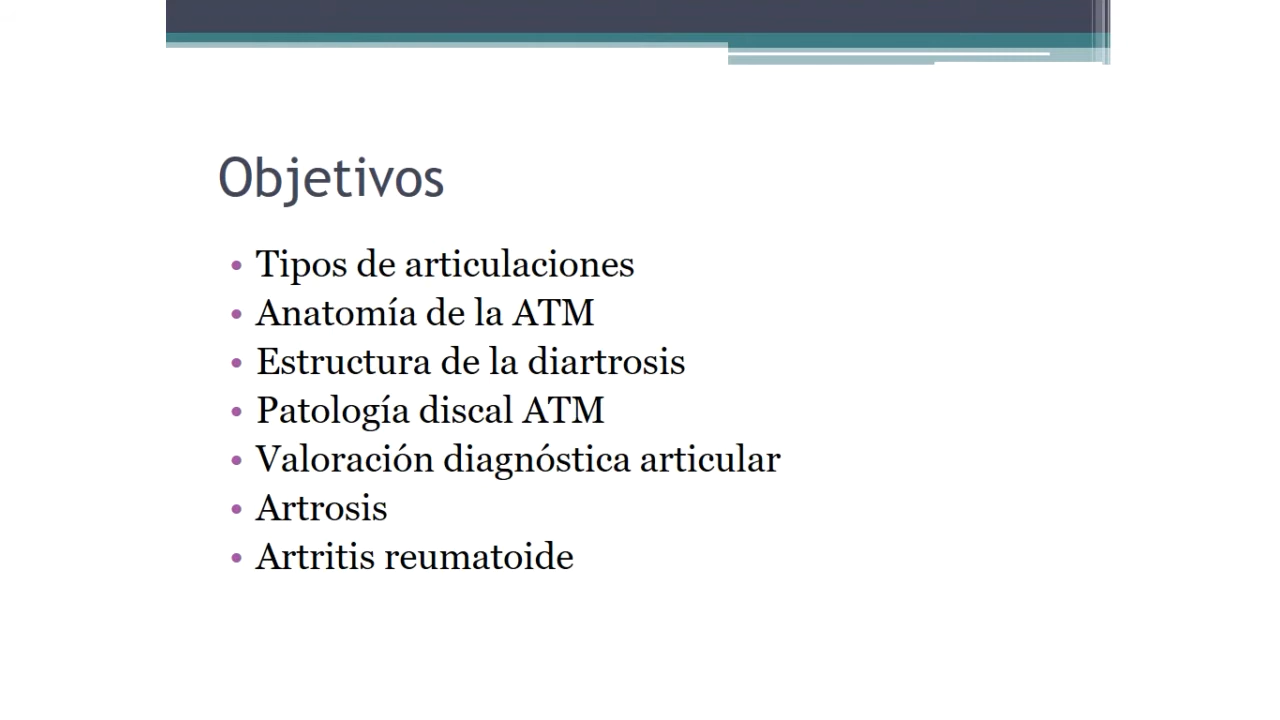 Objetivos
• Tipos de articulaciones
• Anatomía de la ATM
• Estructura de la diartrosis
• Patología discal ATM
• Valoración diagnóstica articular
• Artrosis
• Artritis reumatoide